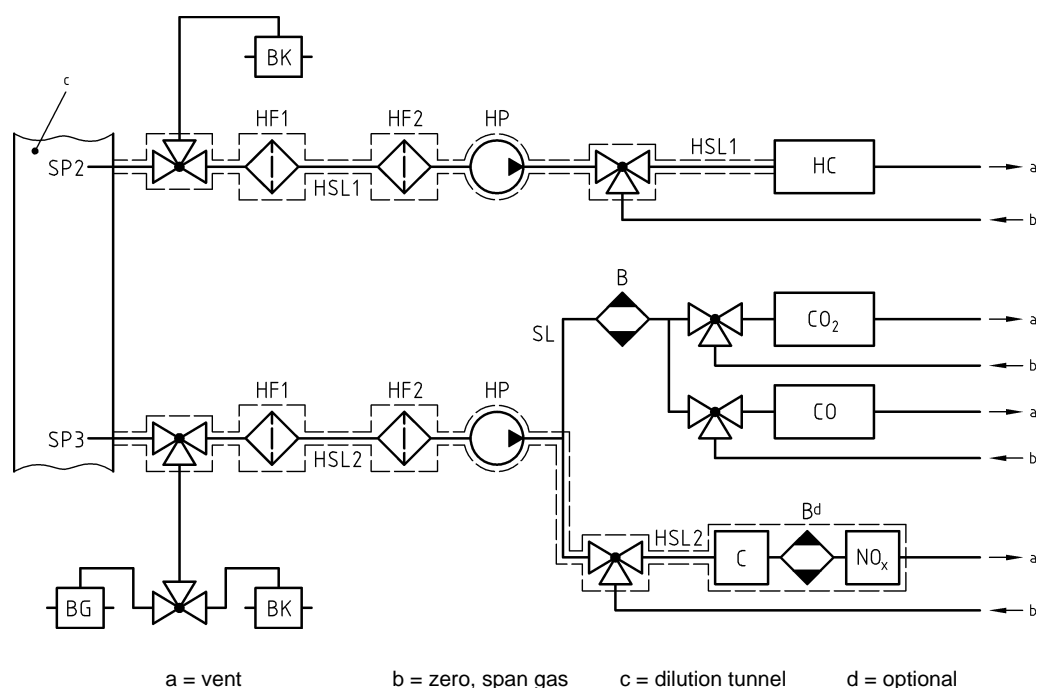 c
BK
HF1
HF2
HP
HSL1
SP2
HSL1
HC
a
b
B
SL
CO₂
a
b
HF1
HF2
HP
CO
a
SP3
HSL2
b
Bᵈ
HSL2
C
NOₓ
a
BG
BK
b
a = vent b = zero, span gas c = dilution tunnel d = optional